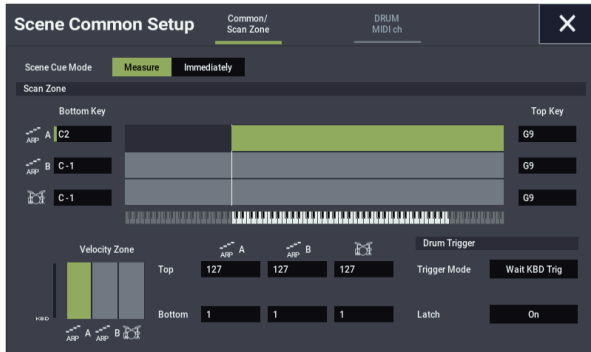 Scene Common Setup
Common/
Scan Zone
DRUM
MIDI ch
Scene Cue Mode Measure Immediately
Scan Zone
Bottom Key Top Key
ARP A C2 G9
ARP B C-1 G9
C-1 G9
Velocity Zone ARP A ARP B Drum Trigger
Top 127 127 127 Trigger Mode Wait KBD Trig
KBD Bottom 1 1 1 Latch On
ARP A ARP B